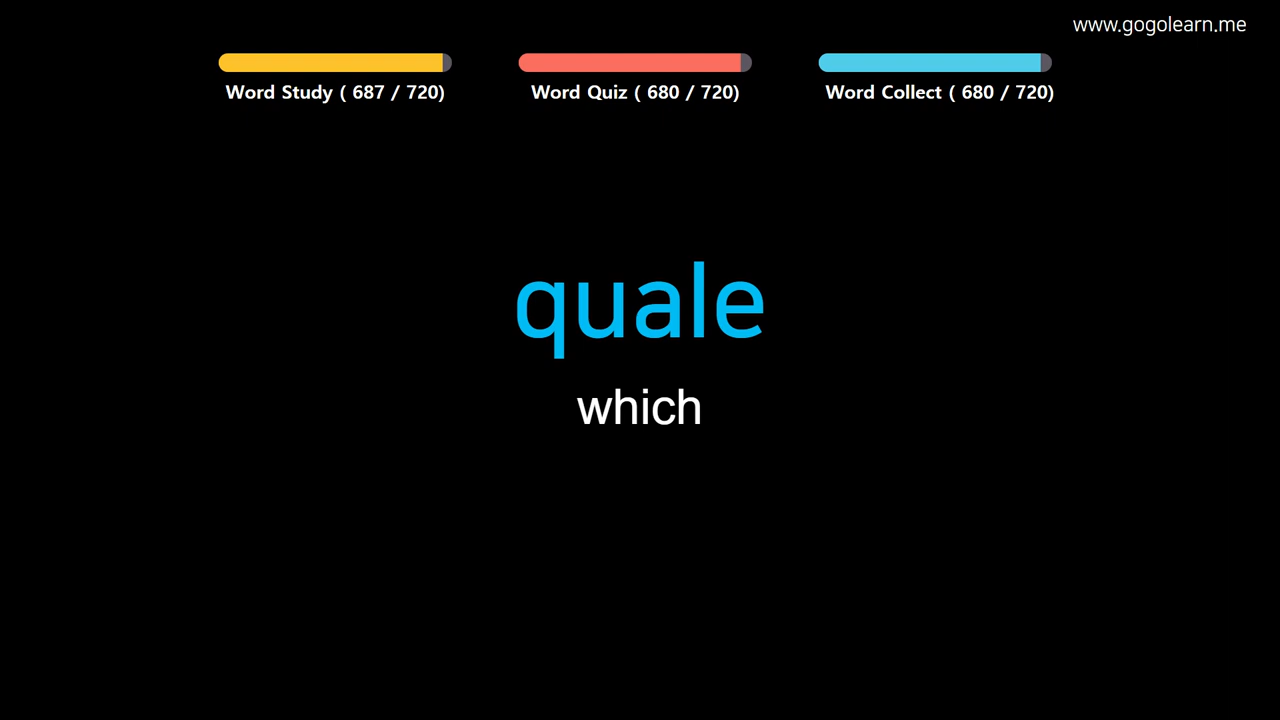 www.gogolearn.me
Word Study ( 687 / 720)
Word Quiz ( 680 / 720)
Word Collect ( 680 / 720)
quale
which